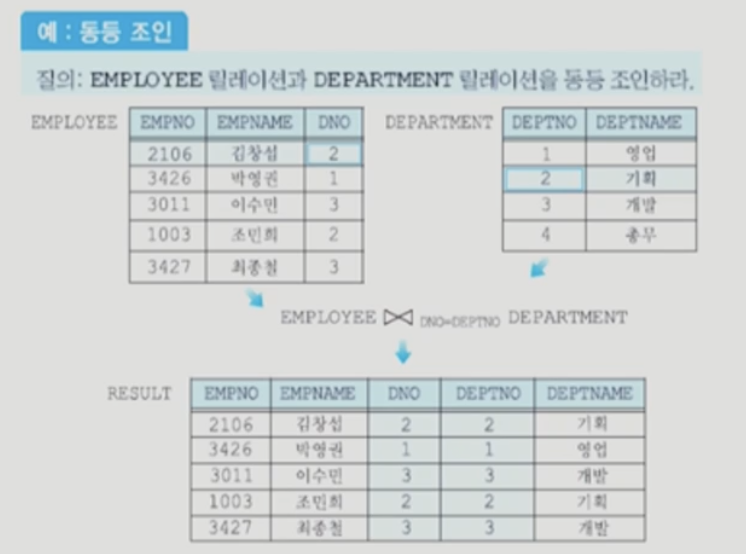 예 : 동등 조인
질의: EMPLOYEE 릴레이션과 DEPARTMENT 릴레이션을 동등 조인하라.
EMPLOYEE
EMPNO EMPNAME DNO
2106 김창섭 2
3426 박영권 1
3011 이수민 3
1003 조민희 2
3427 최종철 3
DEPARTMENT
DEPTNO DEPTNAME
1 영업
2 기획
3 개발
4 총무
EMPLOYEE ⋈ DNO=DEPTNO DEPARTMENT
RESULT
EMPNO EMPNAME DNO DEPTNO DEPTNAME
2106 김창섭 2 2 기획
3426 박영권 1 1 영업
3011 이수민 3 3 개발
1003 조민희 2 2 기획
3427 최종철 3 3 개발